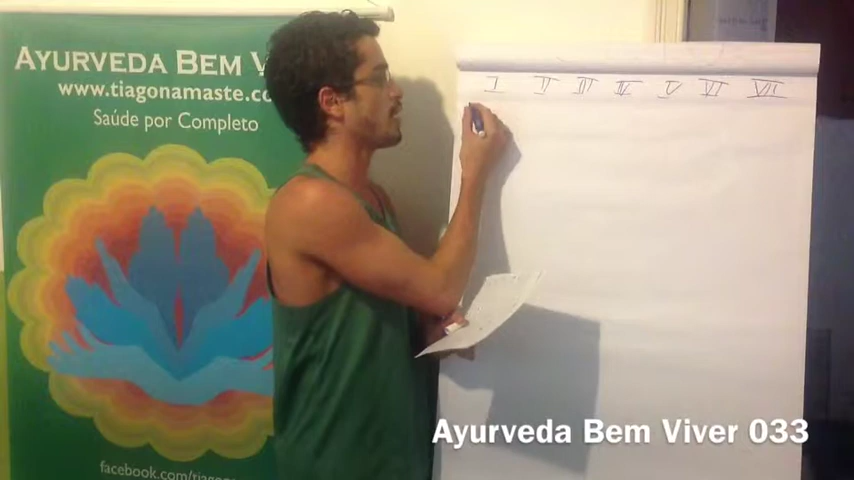 AYURVEDA BEM
www.tiagonamaste.co
Saúde por Completo
facebook.com/tiago
I II III IV V VI VII
Ayurveda Bem Viver 033